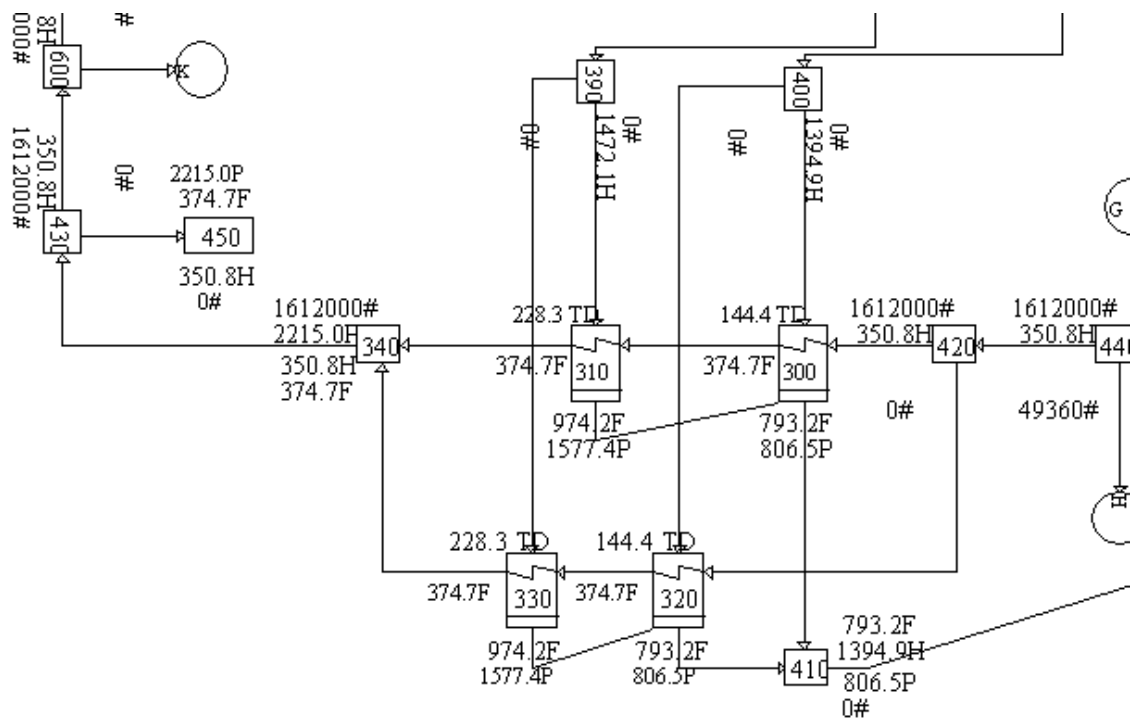 8H
000#
0#
600
K
390
400
0#
1472.1H
0#
0#
1394.9H
0#
350.8H
1612000#
0#
2215.0P
374.7F
430
450
350.8H
0#
G
1612000#
2215.0P
340
350.8H
374.7F
228.3 TD
374.7F
310
974.2F
1577.4P
144.4 TD
374.7F
300
793.2F
806.5P
1612000#
350.8H
420
0#
1612000#
350.8H
440
49360#
H
228.3 TD
374.7F
330
974.2F
1577.4P
144.4 TD
374.7F
320
793.2F
806.5P
410
793.2F
1394.9H
806.5P
0#